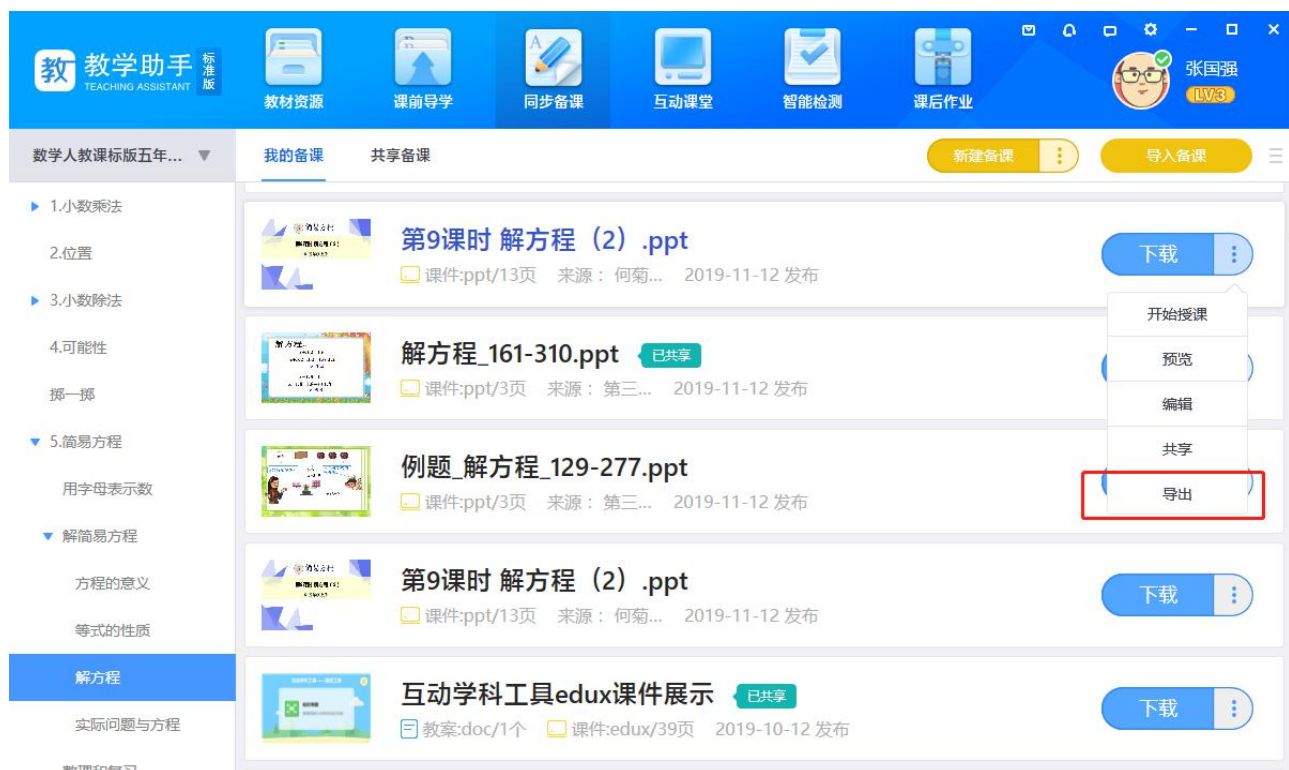 教 教学助手 标准版
TEACHING ASSISTANT
教材资源 课前导学 同步备课 互动课堂 智能检测 课后作业
张国强
LV3
数学人教课标版五年... 我的备课 共享备课 新建备课 导入备课
1.小数乘法
2.位置
3.小数除法
4.可能性
掷一掷
5.简易方程
用字母表示数
解简易方程
方程的意义
等式的性质
解方程
实际问题与方程
第9课时 解方程（2）.ppt
课件:ppt/13页 来源：何菊... 2019-11-12 发布
下载
开始授课
预览
编辑
共享
导出
解方程_161-310.ppt 已共享
课件:ppt/3页 来源：第三... 2019-11-12 发布
例题_解方程_129-277.ppt
课件:ppt/3页 来源：第三... 2019-11-12 发布
第9课时 解方程（2）.ppt
课件:ppt/13页 来源：何菊... 2019-11-12 发布
下载
互动学科工具edux课件展示 已共享
教案:doc/1个 课件:edux/39页 2019-10-12 发布
下载